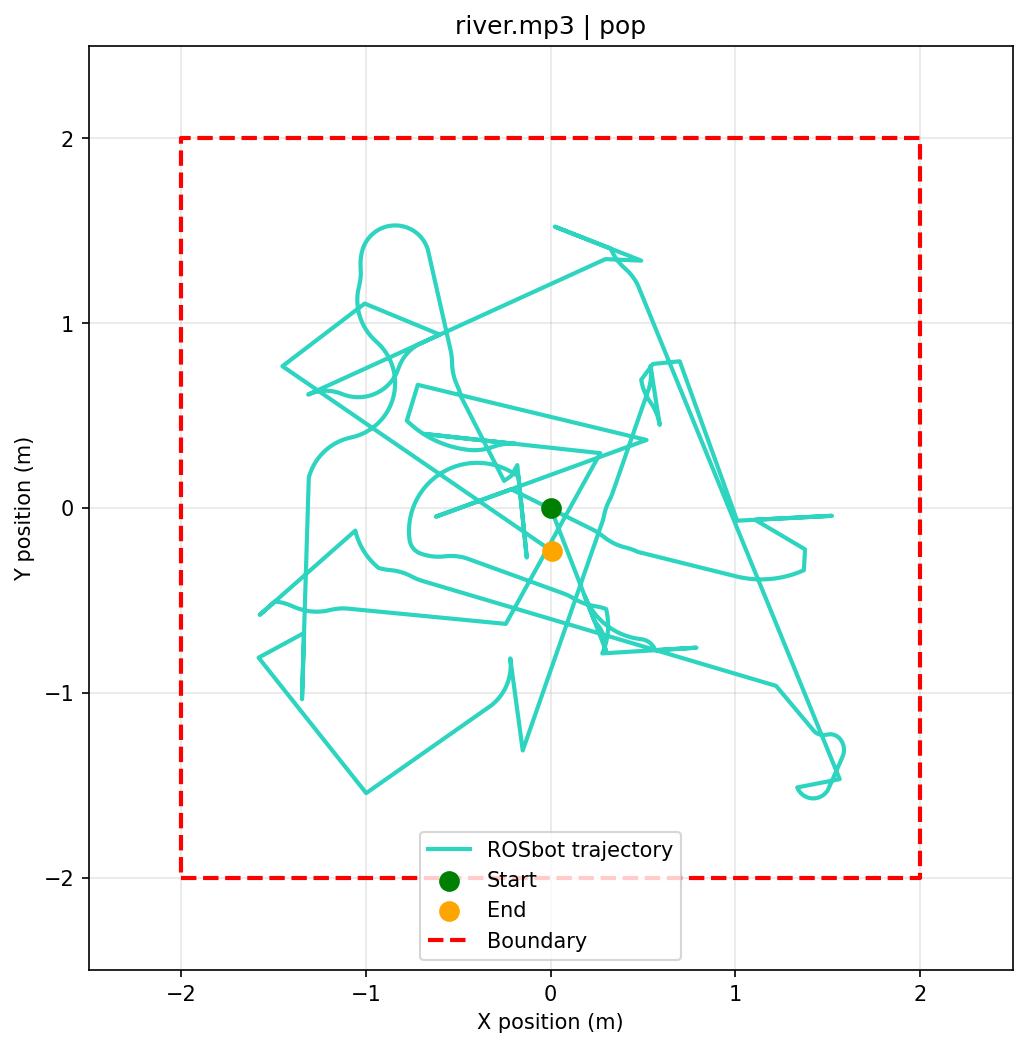 river.mp3 | pop
Y position (m)
2
1
0
−1
−2
−2
−1
0
1
2
X position (m)
ROSbot trajectory
Start
End
Boundary